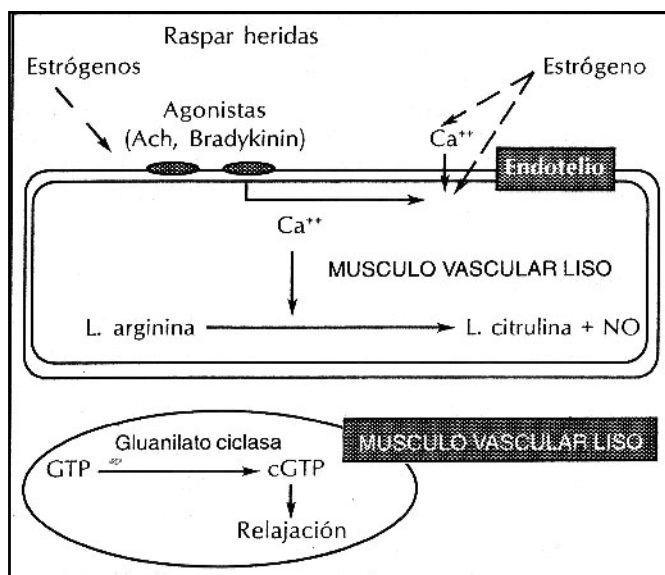 Raspar heridas
Estrógenos
Estrógeno
Agonistas
(Ach, Bradykinin)
Ca++
Endotelio
Ca++
MUSCULO VASCULAR LISO
L. arginina
L. citrulina + NO
Gluanilato ciclasa
MUSCULO VASCULAR LISO
GTP
cGTP
Relajación